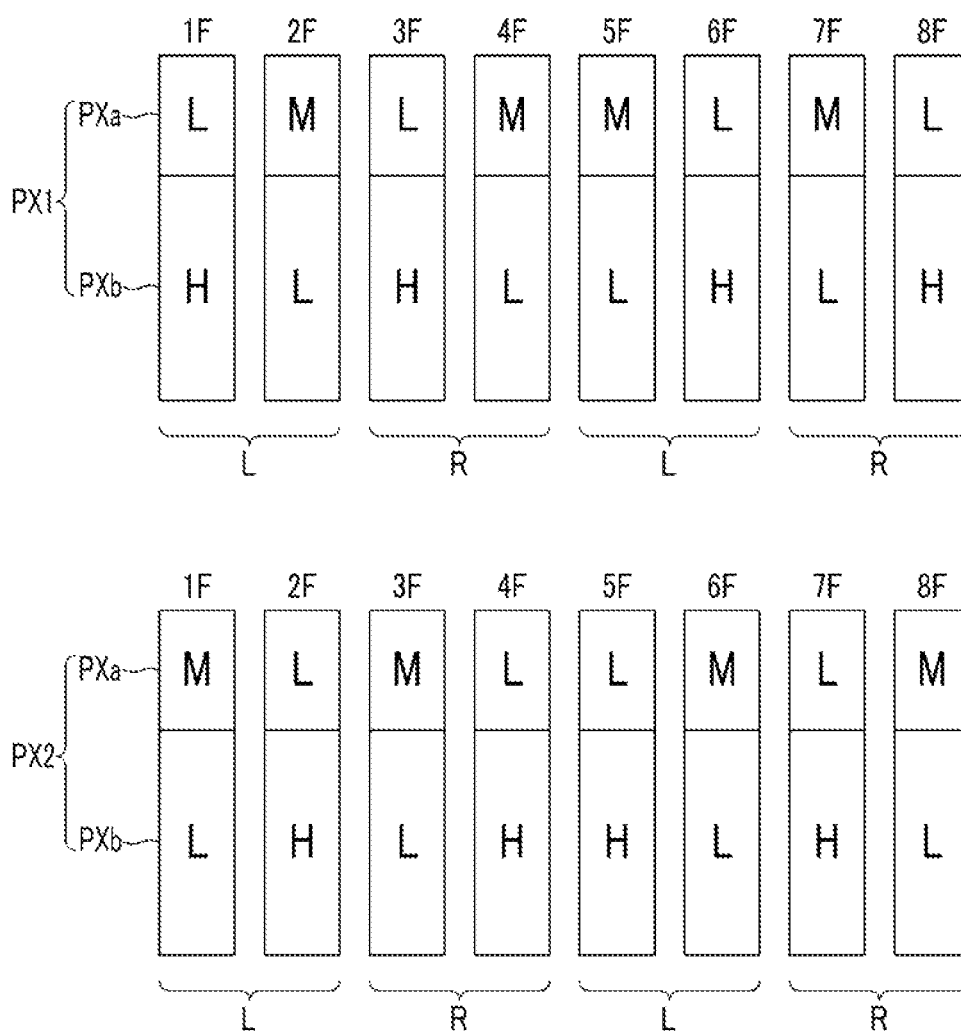 1F 2F 3F 4F 5F 6F 7F 8F
PXa L M L M M L M L
PX1
PXb H L H L L H L H
L R L R
1F 2F 3F 4F 5F 6F 7F 8F
PXa M L M L L M L M
PX2
PXb L H L H H L H L
L R L R